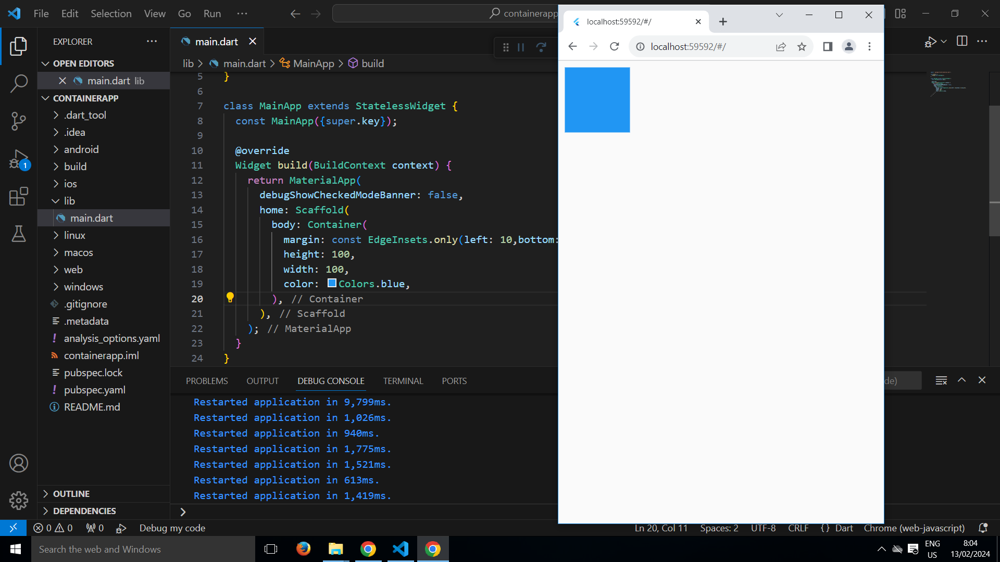 File Edit Selection View Go Run ···
containerapp
EXPLORER
OPEN EDITORS
main.dart lib
CONTAINERAPP
.dart_tool
.idea
android
build
ios
lib
main.dart
linux
macos
web
windows
.gitignore
.metadata
analysis_options.yaml
containerapp.iml
pubspec.lock
pubspec.yaml
README.md
OUTLINE
DEPENDENCIES
1
main.dart
lib > main.dart > MainApp > build
5 }
6
7 class MainApp extends StatelessWidget {
8 const MainApp({super.key});
9
10 @override
11 Widget build(BuildContext context) {
12 return MaterialApp(
13 debugShowCheckedModeBanner: false,
14 home: Scaffold(
15 body: Container(
16 margin: const EdgeInsets.only(left: 10,bottom:
17 height: 100,
18 width: 100,
19 color: Colors.blue,
20 ), // Container
21 ), // Scaffold
22 ); // MaterialApp
23 }
24 }
PROBLEMS OUTPUT DEBUG CONSOLE TERMINAL PORTS
de)
Restarted application in 9,799ms.
Restarted application in 1,026ms.
Restarted application in 940ms.
Restarted application in 1,775ms.
Restarted application in 1,521ms.
Restarted application in 613ms.
Restarted application in 1,419ms.
>
localhost:59592/#/
localhost:59592/#/
0 0 0 Debug my code
Ln 20, Col 11 Spaces: 2 UTF-8 CRLF {} Dart Chrome (web-javascript)
Search the web and Windows
ENG
US
8:04
13/02/2024